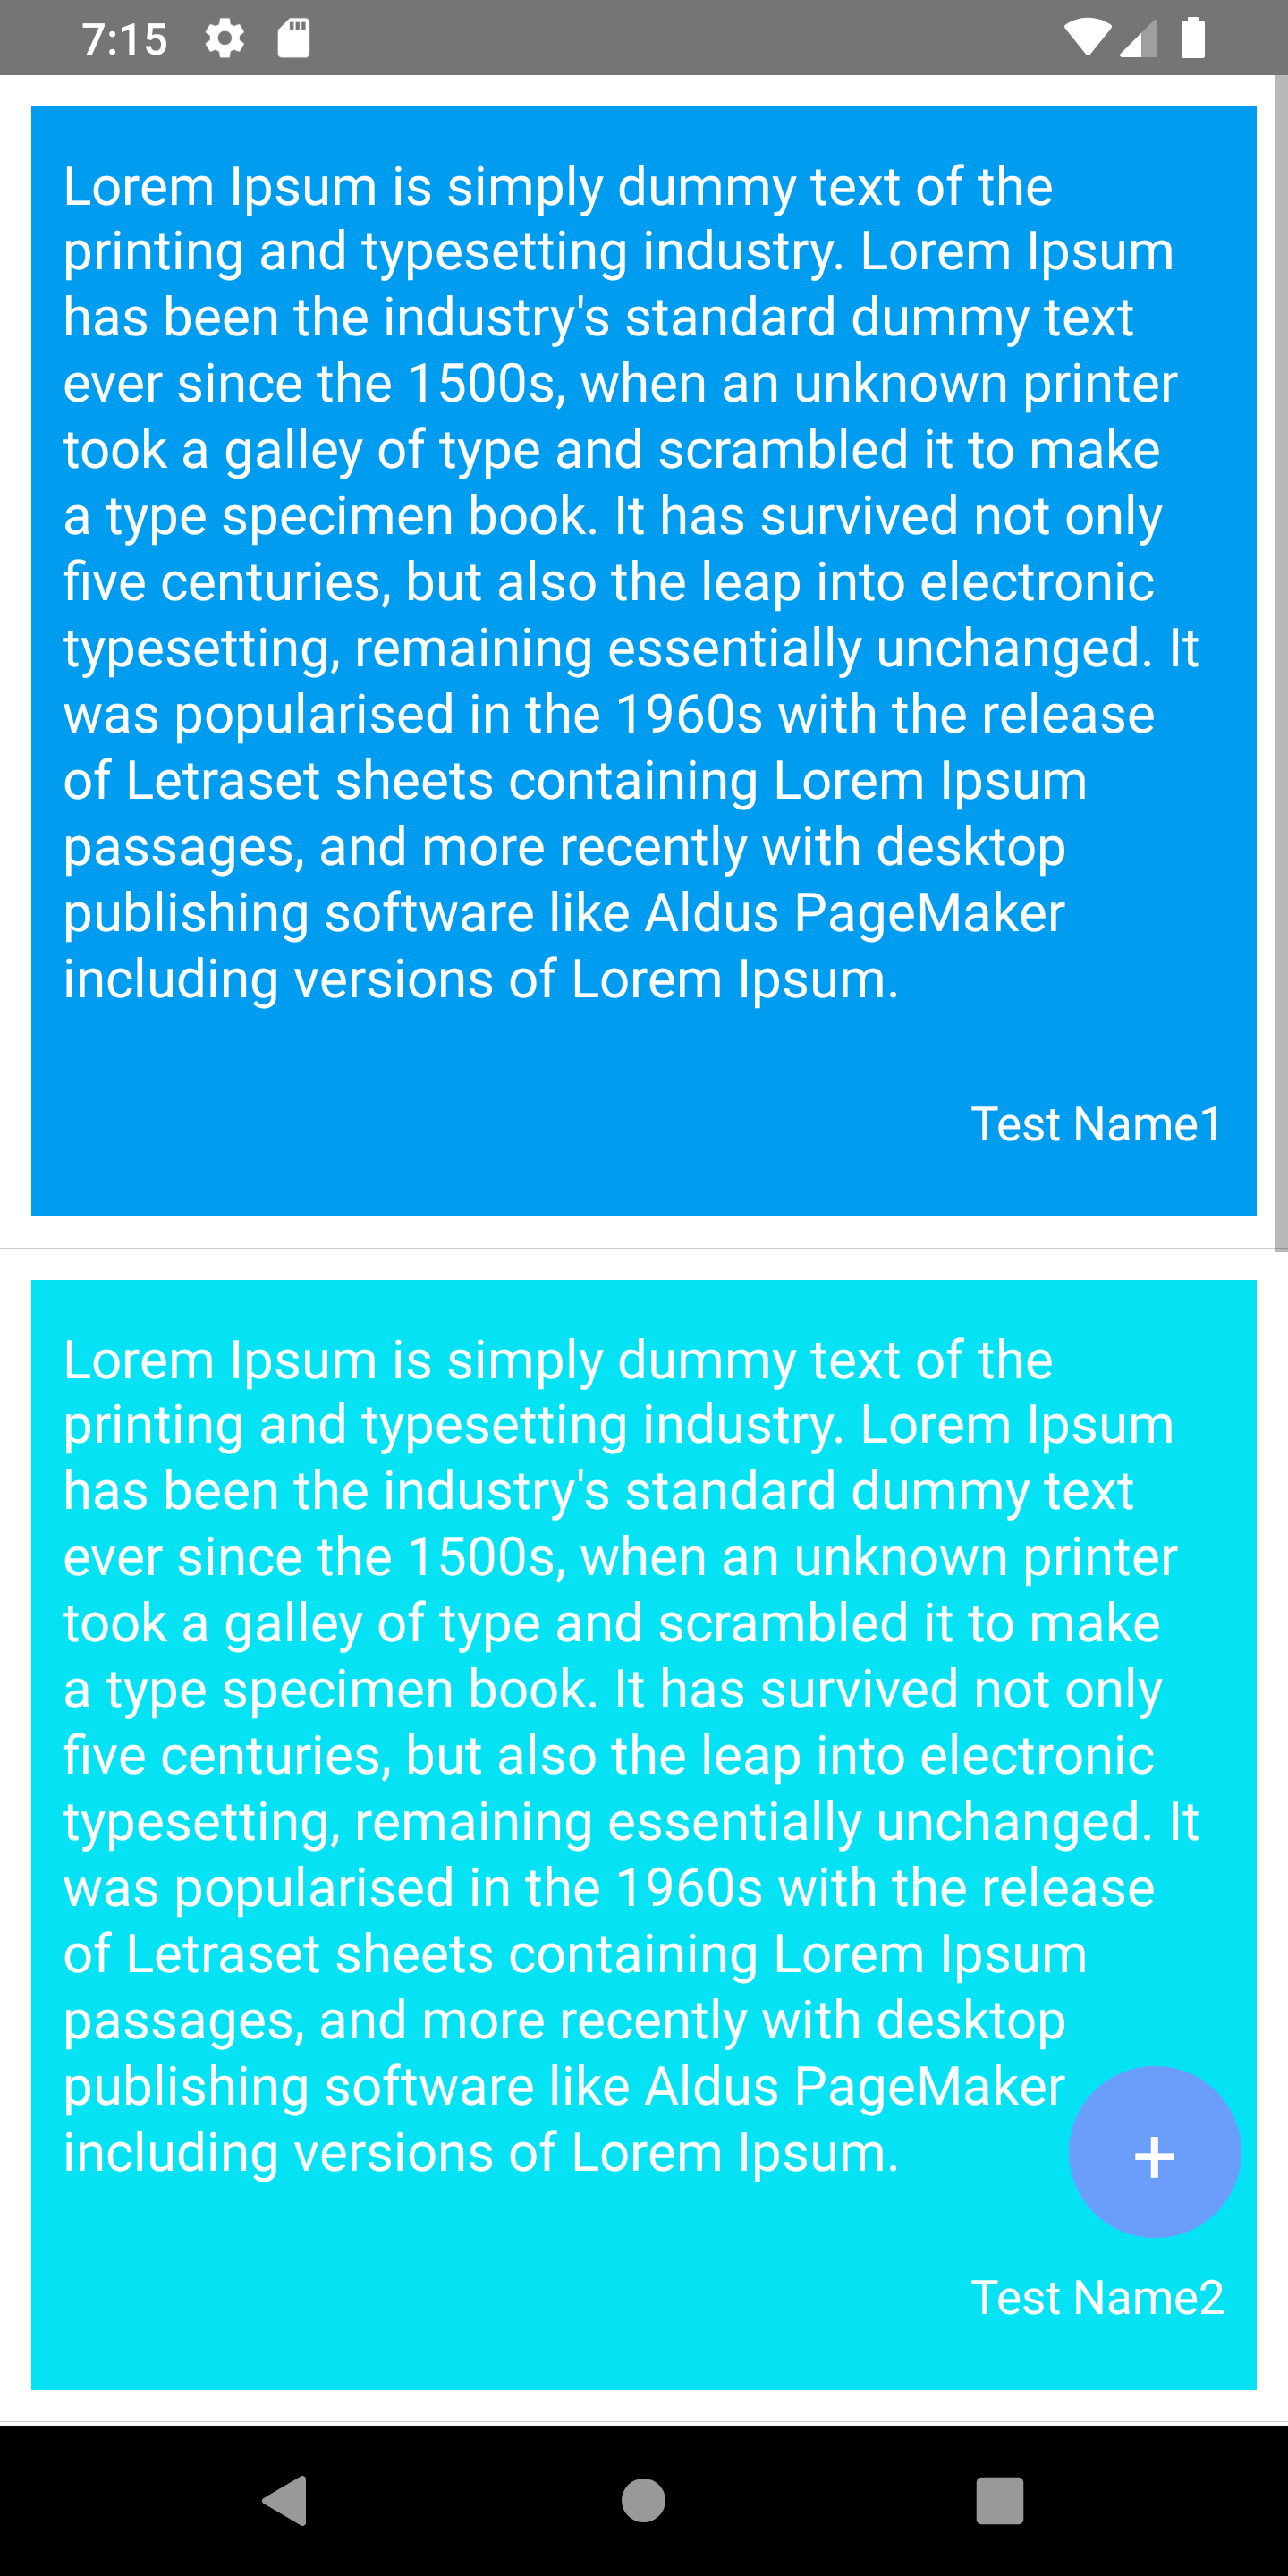 7:15
Lorem Ipsum is simply dummy text of the
printing and typesetting industry. Lorem Ipsum
has been the industry's standard dummy text
ever since the 1500s, when an unknown printer
took a galley of type and scrambled it to make
a type specimen book. It has survived not only
five centuries, but also the leap into electronic
typesetting, remaining essentially unchanged. It
was popularised in the 1960s with the release
of Letraset sheets containing Lorem Ipsum
passages, and more recently with desktop
publishing software like Aldus PageMaker
including versions of Lorem Ipsum.
Test Name1
Lorem Ipsum is simply dummy text of the
printing and typesetting industry. Lorem Ipsum
has been the industry's standard dummy text
ever since the 1500s, when an unknown printer
took a galley of type and scrambled it to make
a type specimen book. It has survived not only
five centuries, but also the leap into electronic
typesetting, remaining essentially unchanged. It
was popularised in the 1960s with the release
of Letraset sheets containing Lorem Ipsum
passages, and more recently with desktop
publishing software like Aldus PageMaker
including versions of Lorem Ipsum.
+
Test Name2